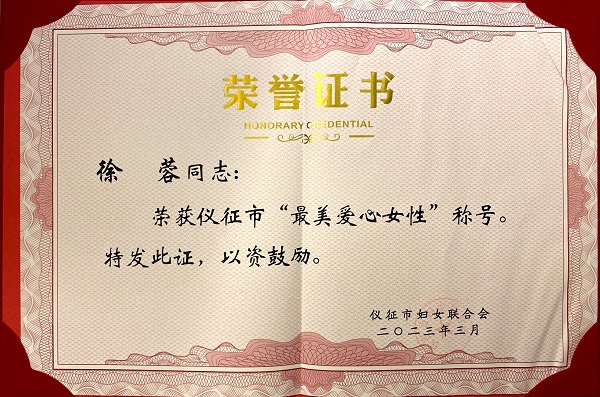 荣誉证书
HONORARY CREDENTIAL
徐 蓉同志：
荣获仪征市“最美爱心女性”称号。
特发此证，以资鼓励。
仪征市妇女联合会
二〇二三年三月